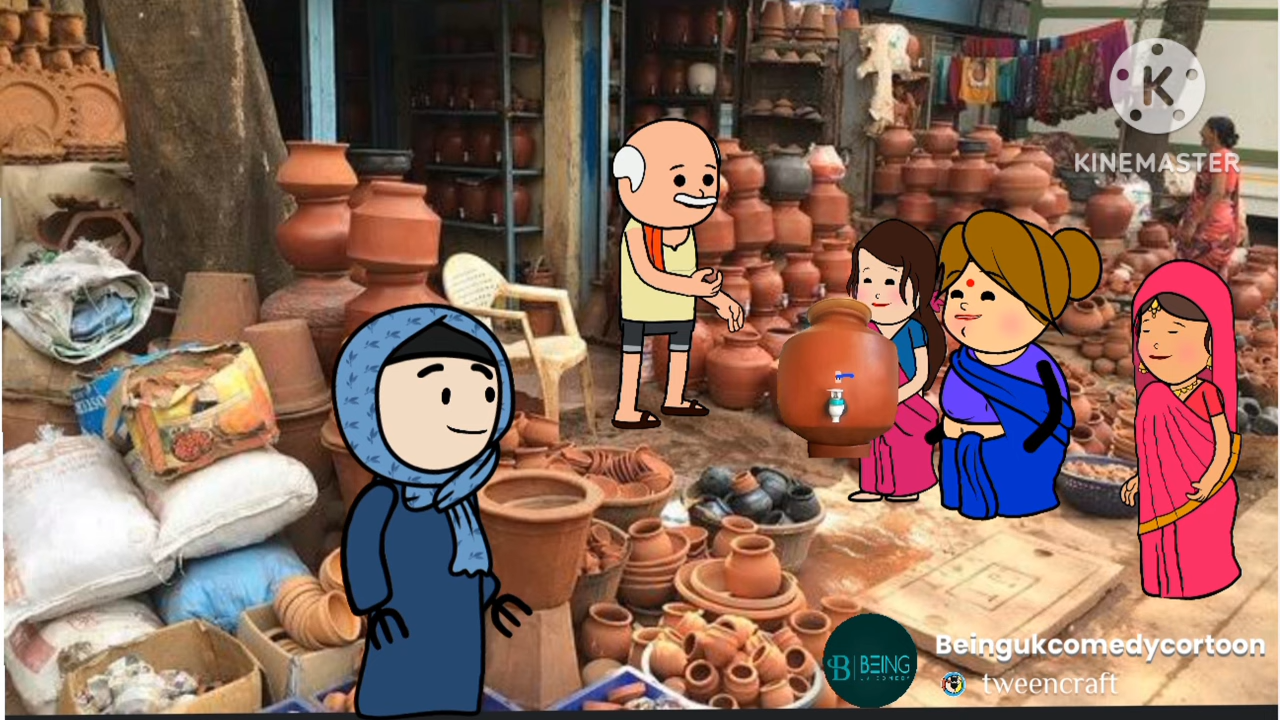 K
KINEMASTER
B BEING
Beingukcomedycortoon
tweencraft